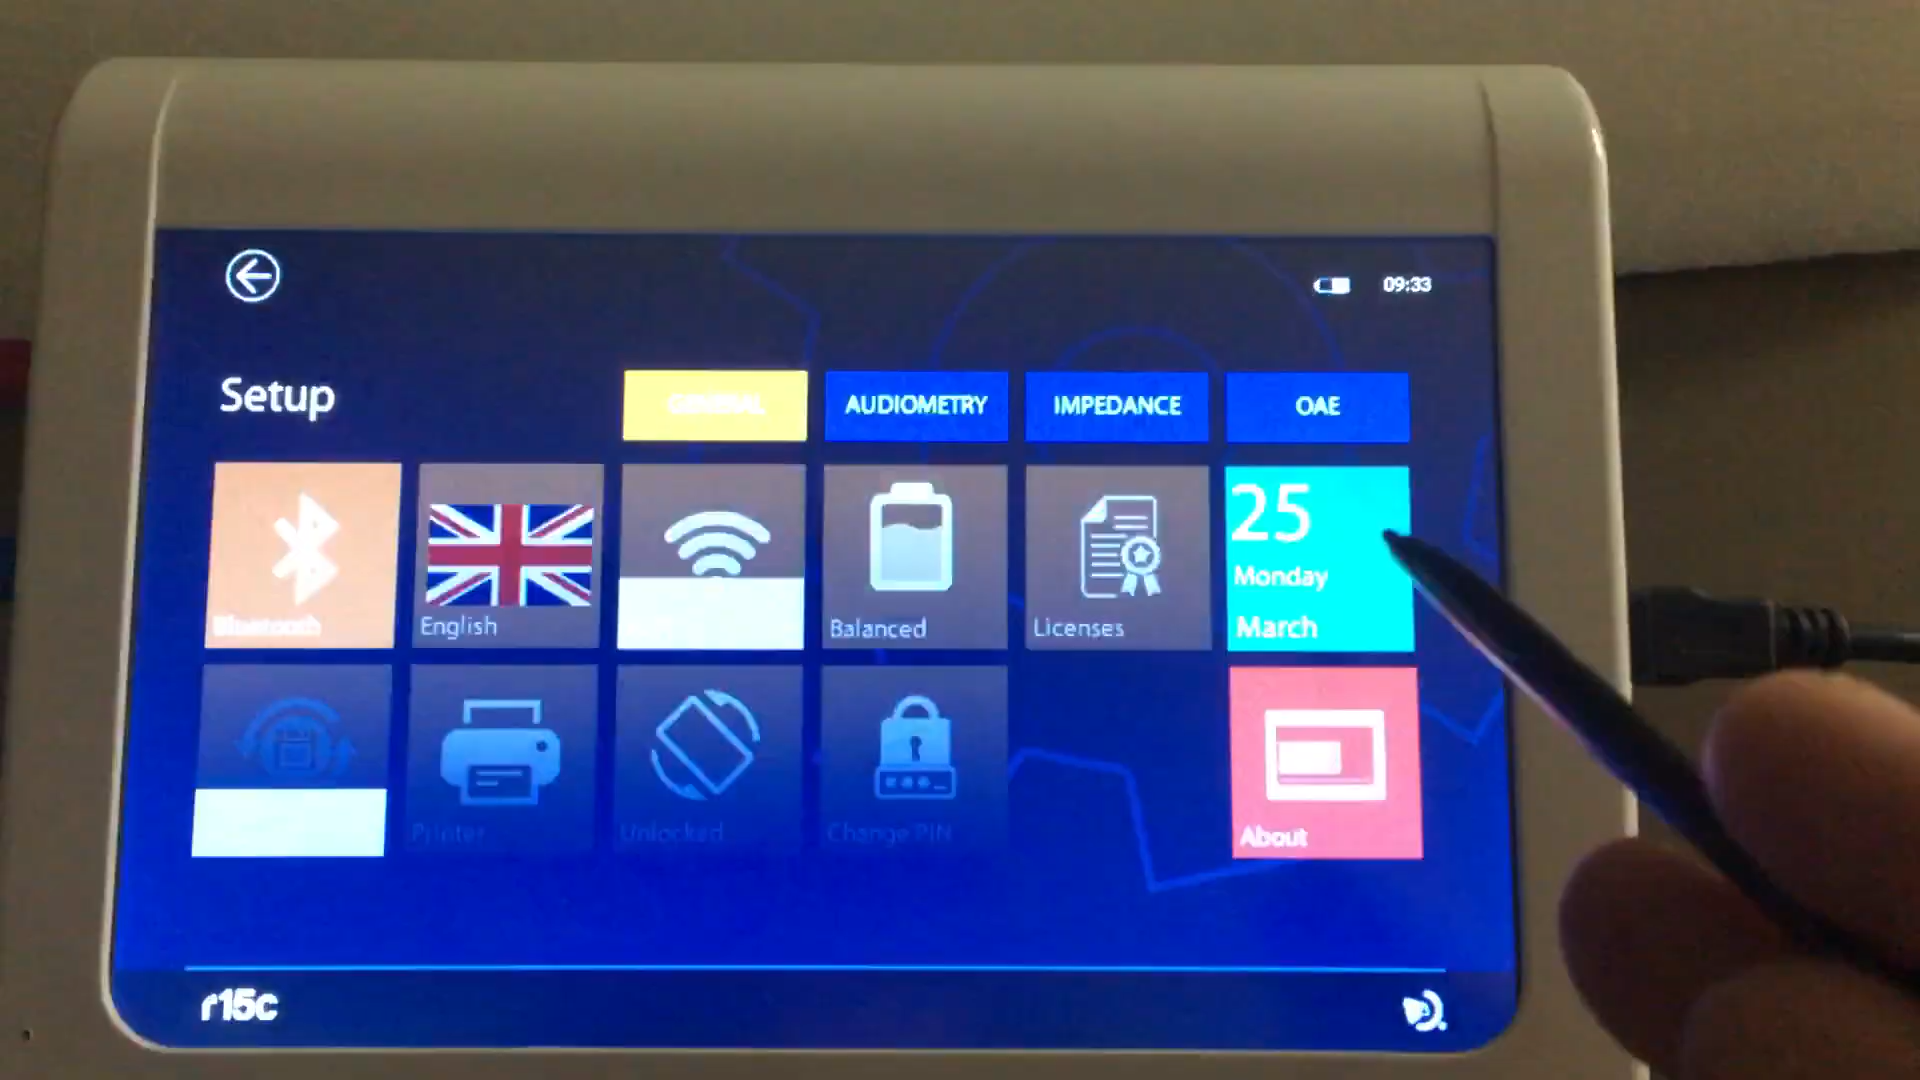 09:33
Setup
GENERAL
AUDIOMETRY
IMPEDANCE
OAE
Bluetooth
English
Balanced
Licenses
25
Monday
March
Printer
Unlocked
Change PIN
About
r15c